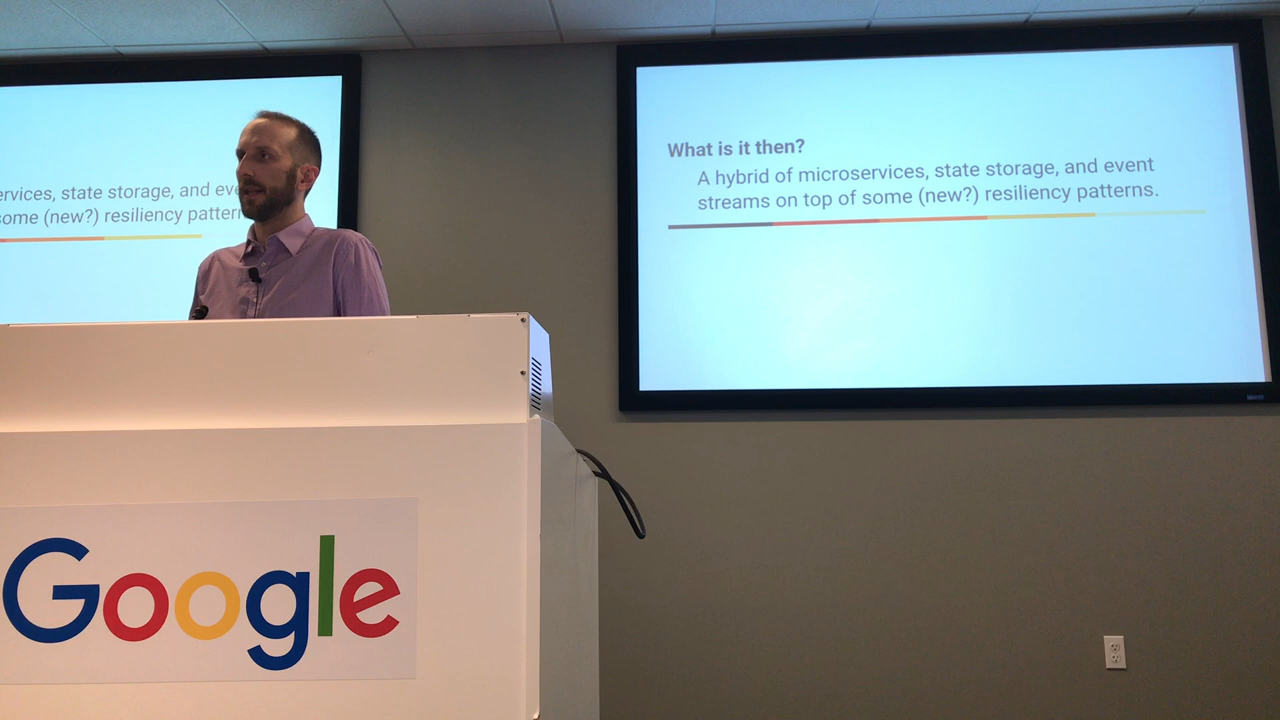 ervices, state storage, and eve
some (new?) resiliency pattern
What is it then?
A hybrid of microservices, state storage, and event
streams on top of some (new?) resiliency patterns.
Google